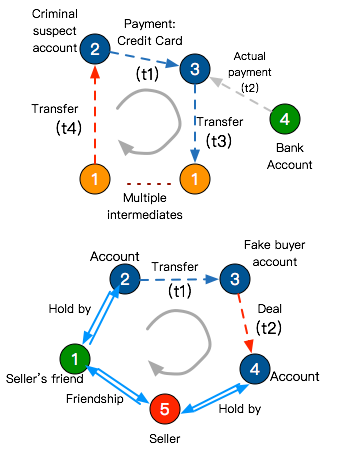 Criminal
suspect
account
Payment:
Credit Card
2
(t1)
3
Actual
payment
(t2)
Transfer
(t4)
Transfer
(t3)
4
Bank
Account
1
1
Multiple
intermediates
Account
Fake buyer
account
2
Transfer
(t1)
3
Hold by
Deal
(t2)
1
Seller's friend
4
Account
Friendship
5
Hold by
Seller